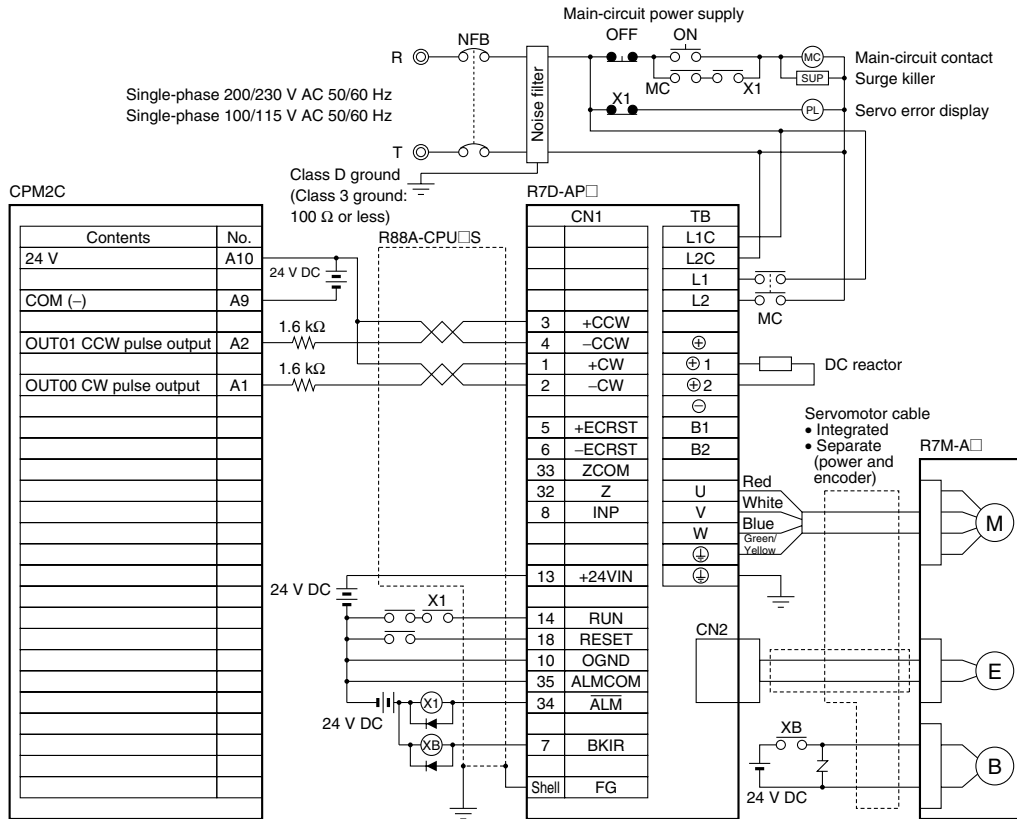 Main-circuit power supply
OFF
ON
NFB
R
MC
Main-circuit contact
SUP
Surge killer
MC
X1
Noise filter
X1
PL
Servo error display
Single-phase 200/230 V AC 50/60 Hz
Single-phase 100/115 V AC 50/60 Hz
T
Class D ground
(Class 3 ground:
100 Ω or less)
CPM2C
R7D-AP□
R88A-CPU□S
Contents No.
24 V A10
COM (−) A9
OUT01 CCW pulse output A2
OUT00 CW pulse output A1
24 V DC
1.6 kΩ
1.6 kΩ
CN1 TB
L1C
L2C
L1
L2
3 +CCW
4 −CCW ⊕
1 +CW ⊕ 1
2 −CW ⊕ 2
⊖
5 +ECRST B1
6 −ECRST B2
33 ZCOM
32 Z U
8 INP V
W
13 +24VIN
14 RUN
18 RESET
10 OGND
35 ALMCOM
34 ALM
7 BKIR
Shell FG
MC
DC reactor
Servomotor cable
• Integrated
• Separate
(power and
encoder)
R7M-A□
Red
White
Blue
Green/
Yellow
M
24 V DC
X1
CN2
E
X1
24 V DC
XB
XB
24 V DC
B